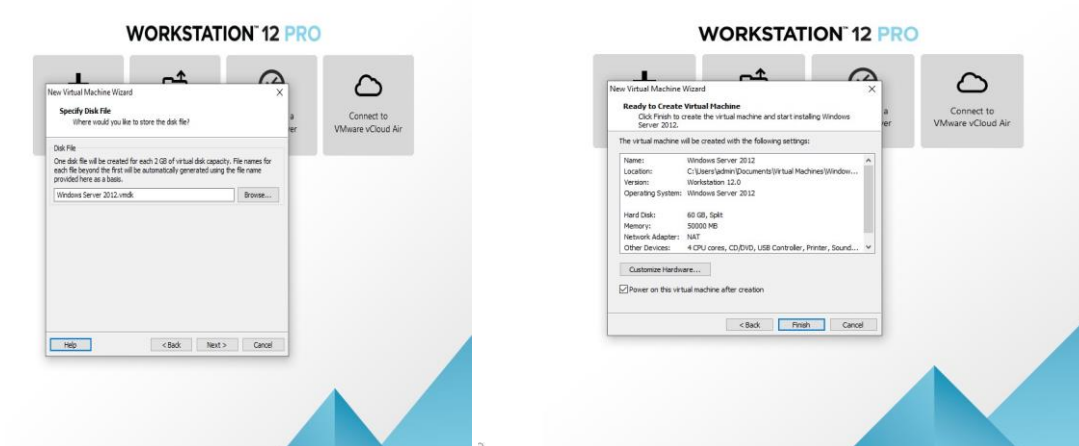 WORKSTATION™ 12 PRO
New Virtual Machine Wizard
Specify Disk File
Where would you like to store the disk file?
Disk File
One disk file will be created for each 2 GB of virtual disk capacity. File names for
each file beyond the first will be automatically generated using the file name
provided here as a basis.
Windows Server 2012.vmdk
Browse...
Help
< Back
Next >
Cancel
a
er
Connect to
VMware vCloud Air
WORKSTATION™ 12 PRO
New Virtual Machine Wizard
Ready to Create Virtual Machine
Click Finish to create the virtual machine and start installing Windows
Server 2012.
The virtual machine will be created with the following settings:
Name: Windows Server 2012
Location: C:\Users\admin\Documents\Virtual Machines\Window...
Version: Workstation 12.0
Operating System: Windows Server 2012
Hard Disk: 60 GB, Split
Memory: 50000 MB
Network Adapter: NAT
Other Devices: 4 CPU cores, CD/DVD, USB Controller, Printer, Sound...
Customize Hardware...
Power on this virtual machine after creation
< Back
Finish
Cancel
a
er
Connect to
VMware vCloud Air